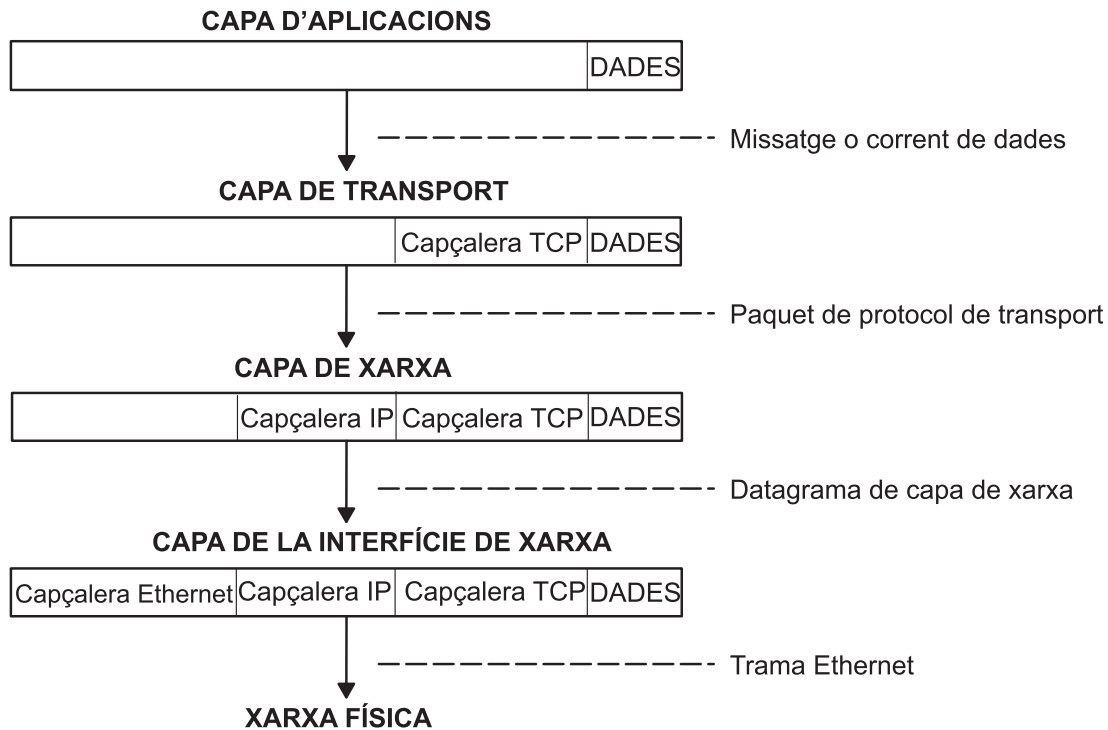 CAPA D’APLICACIONS
DADES
Missatge o corrent de dades
CAPA DE TRANSPORT
Capçalera TCP DADES
Paquet de protocol de transport
CAPA DE XARXA
Capçalera IP Capçalera TCP DADES
Datagrama de capa de xarxa
CAPA DE LA INTERFÍCIE DE XARXA
Capçalera Ethernet Capçalera IP Capçalera TCP DADES
Trama Ethernet
XARXA FÍSICA